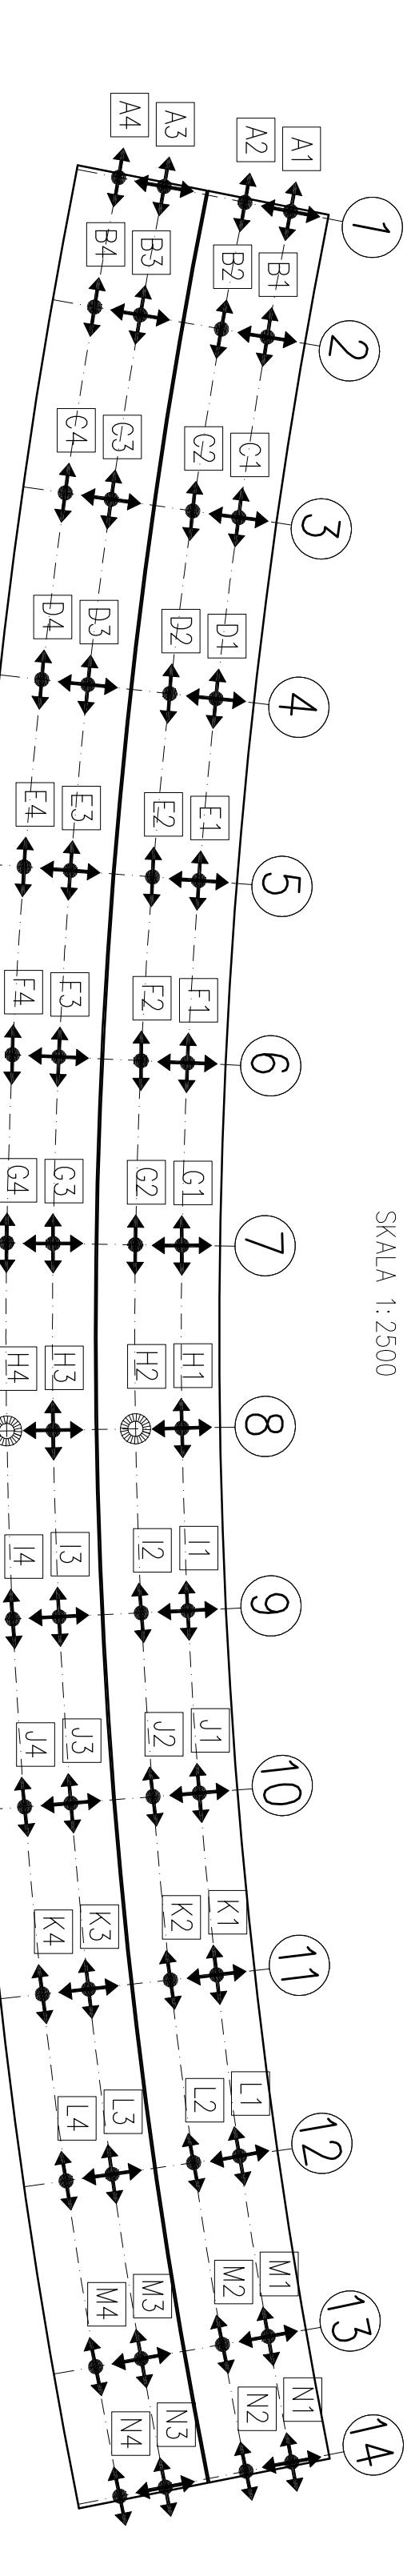 SKALA 1:2500
1
A1
A2
A3
A4
2
B1
B2
B3
B4
3
C1
C2
C3
C4
4
D1
D2
D3
D4
5
E1
E2
E3
E4
6
F1
F2
F3
F4
7
G1
G2
G3
G4
8
H1
H2
H3
H4
9
I1
I2
I3
I4
10
J1
J2
J3
J4
11
K1
K2
K3
K4
12
L1
L2
L3
L4
13
M1
M2
M3
M4
14
N1
N2
N3
N4